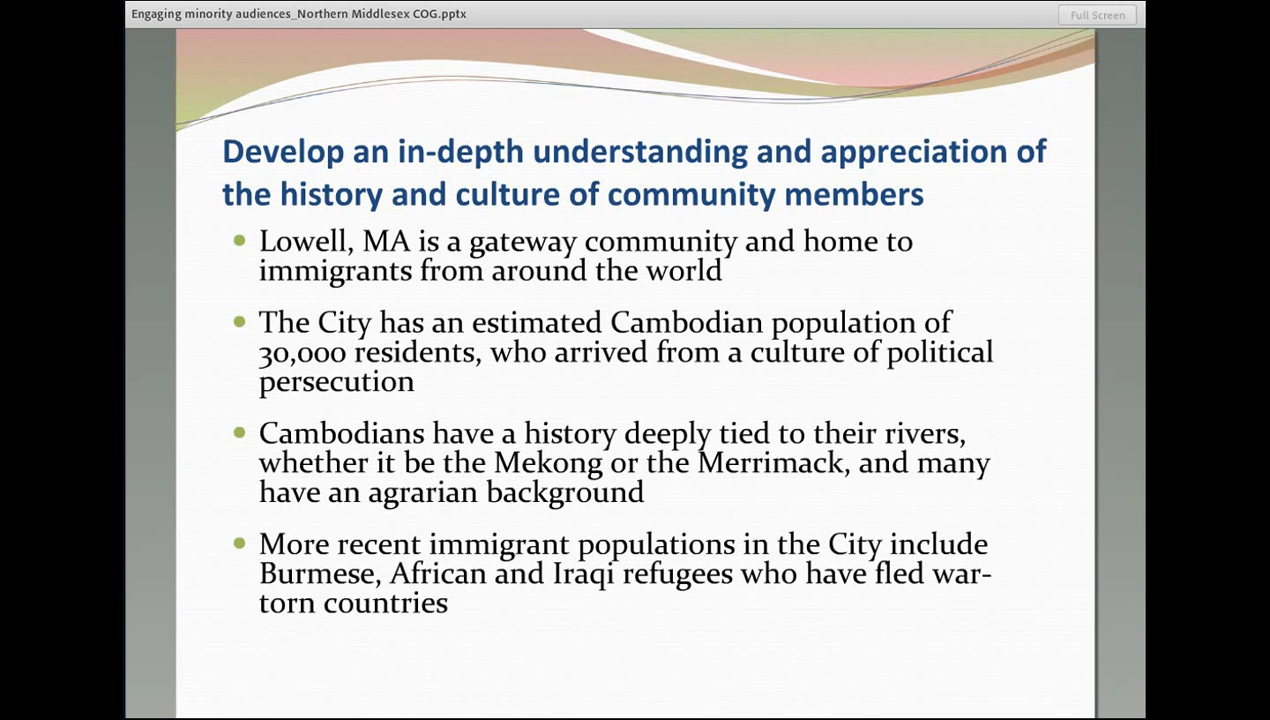 Engaging minority audiences_Northern Middlesex COG.pptx
Full Screen
Develop an in-depth understanding and appreciation of
the history and culture of community members
• Lowell, MA is a gateway community and home to
immigrants from around the world
• The City has an estimated Cambodian population of
30,000 residents, who arrived from a culture of political
persecution
• Cambodians have a history deeply tied to their rivers,
whether it be the Mekong or the Merrimack, and many
have an agrarian background
• More recent immigrant populations in the City include
Burmese, African and Iraqi refugees who have fled war-
torn countries